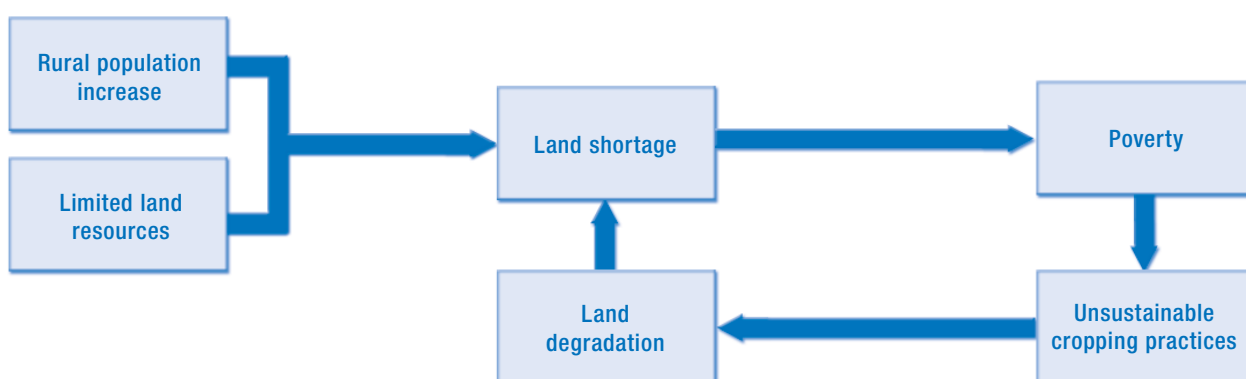 Rural population
increase
Limited land
resources
Land shortage
Poverty
Land
degradation
Unsustainable
cropping practices